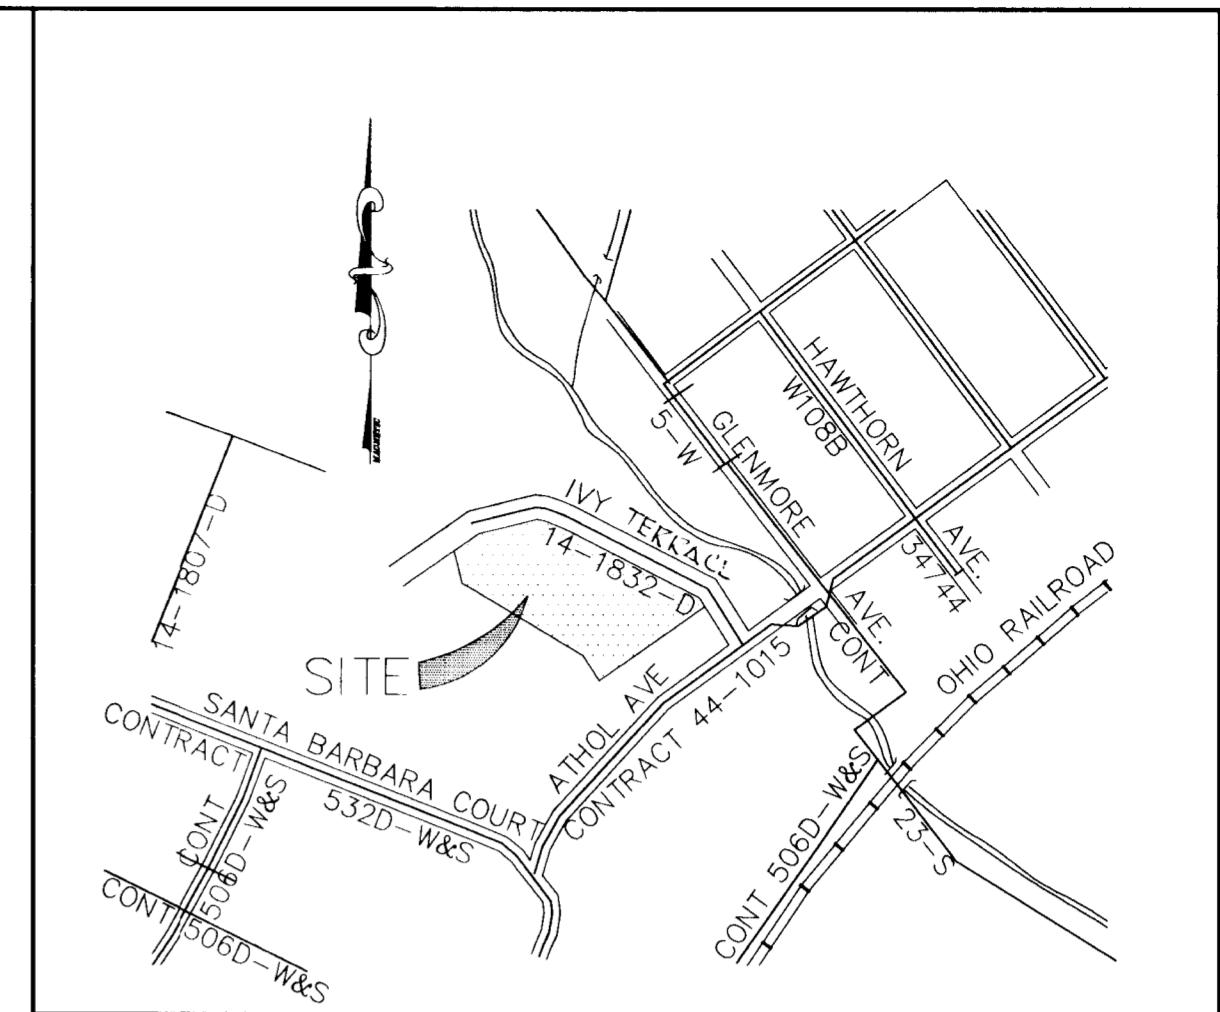 MAGNETIC
HAWTHORN AVE.
W108B
34744
GLENMORE AVE.
5-W
CONT 23-S
IVY TERRACE
14-1832-D
14-1807-D
SITE
OHIO RAILROAD
ATHOL AVE
CONTRACT 44-1015
SANTA BARBARA COURT
CONTRACT 532D-W&S
CONT 506D-W&S
CONT 506D-W&S
CONT 506D-W&S